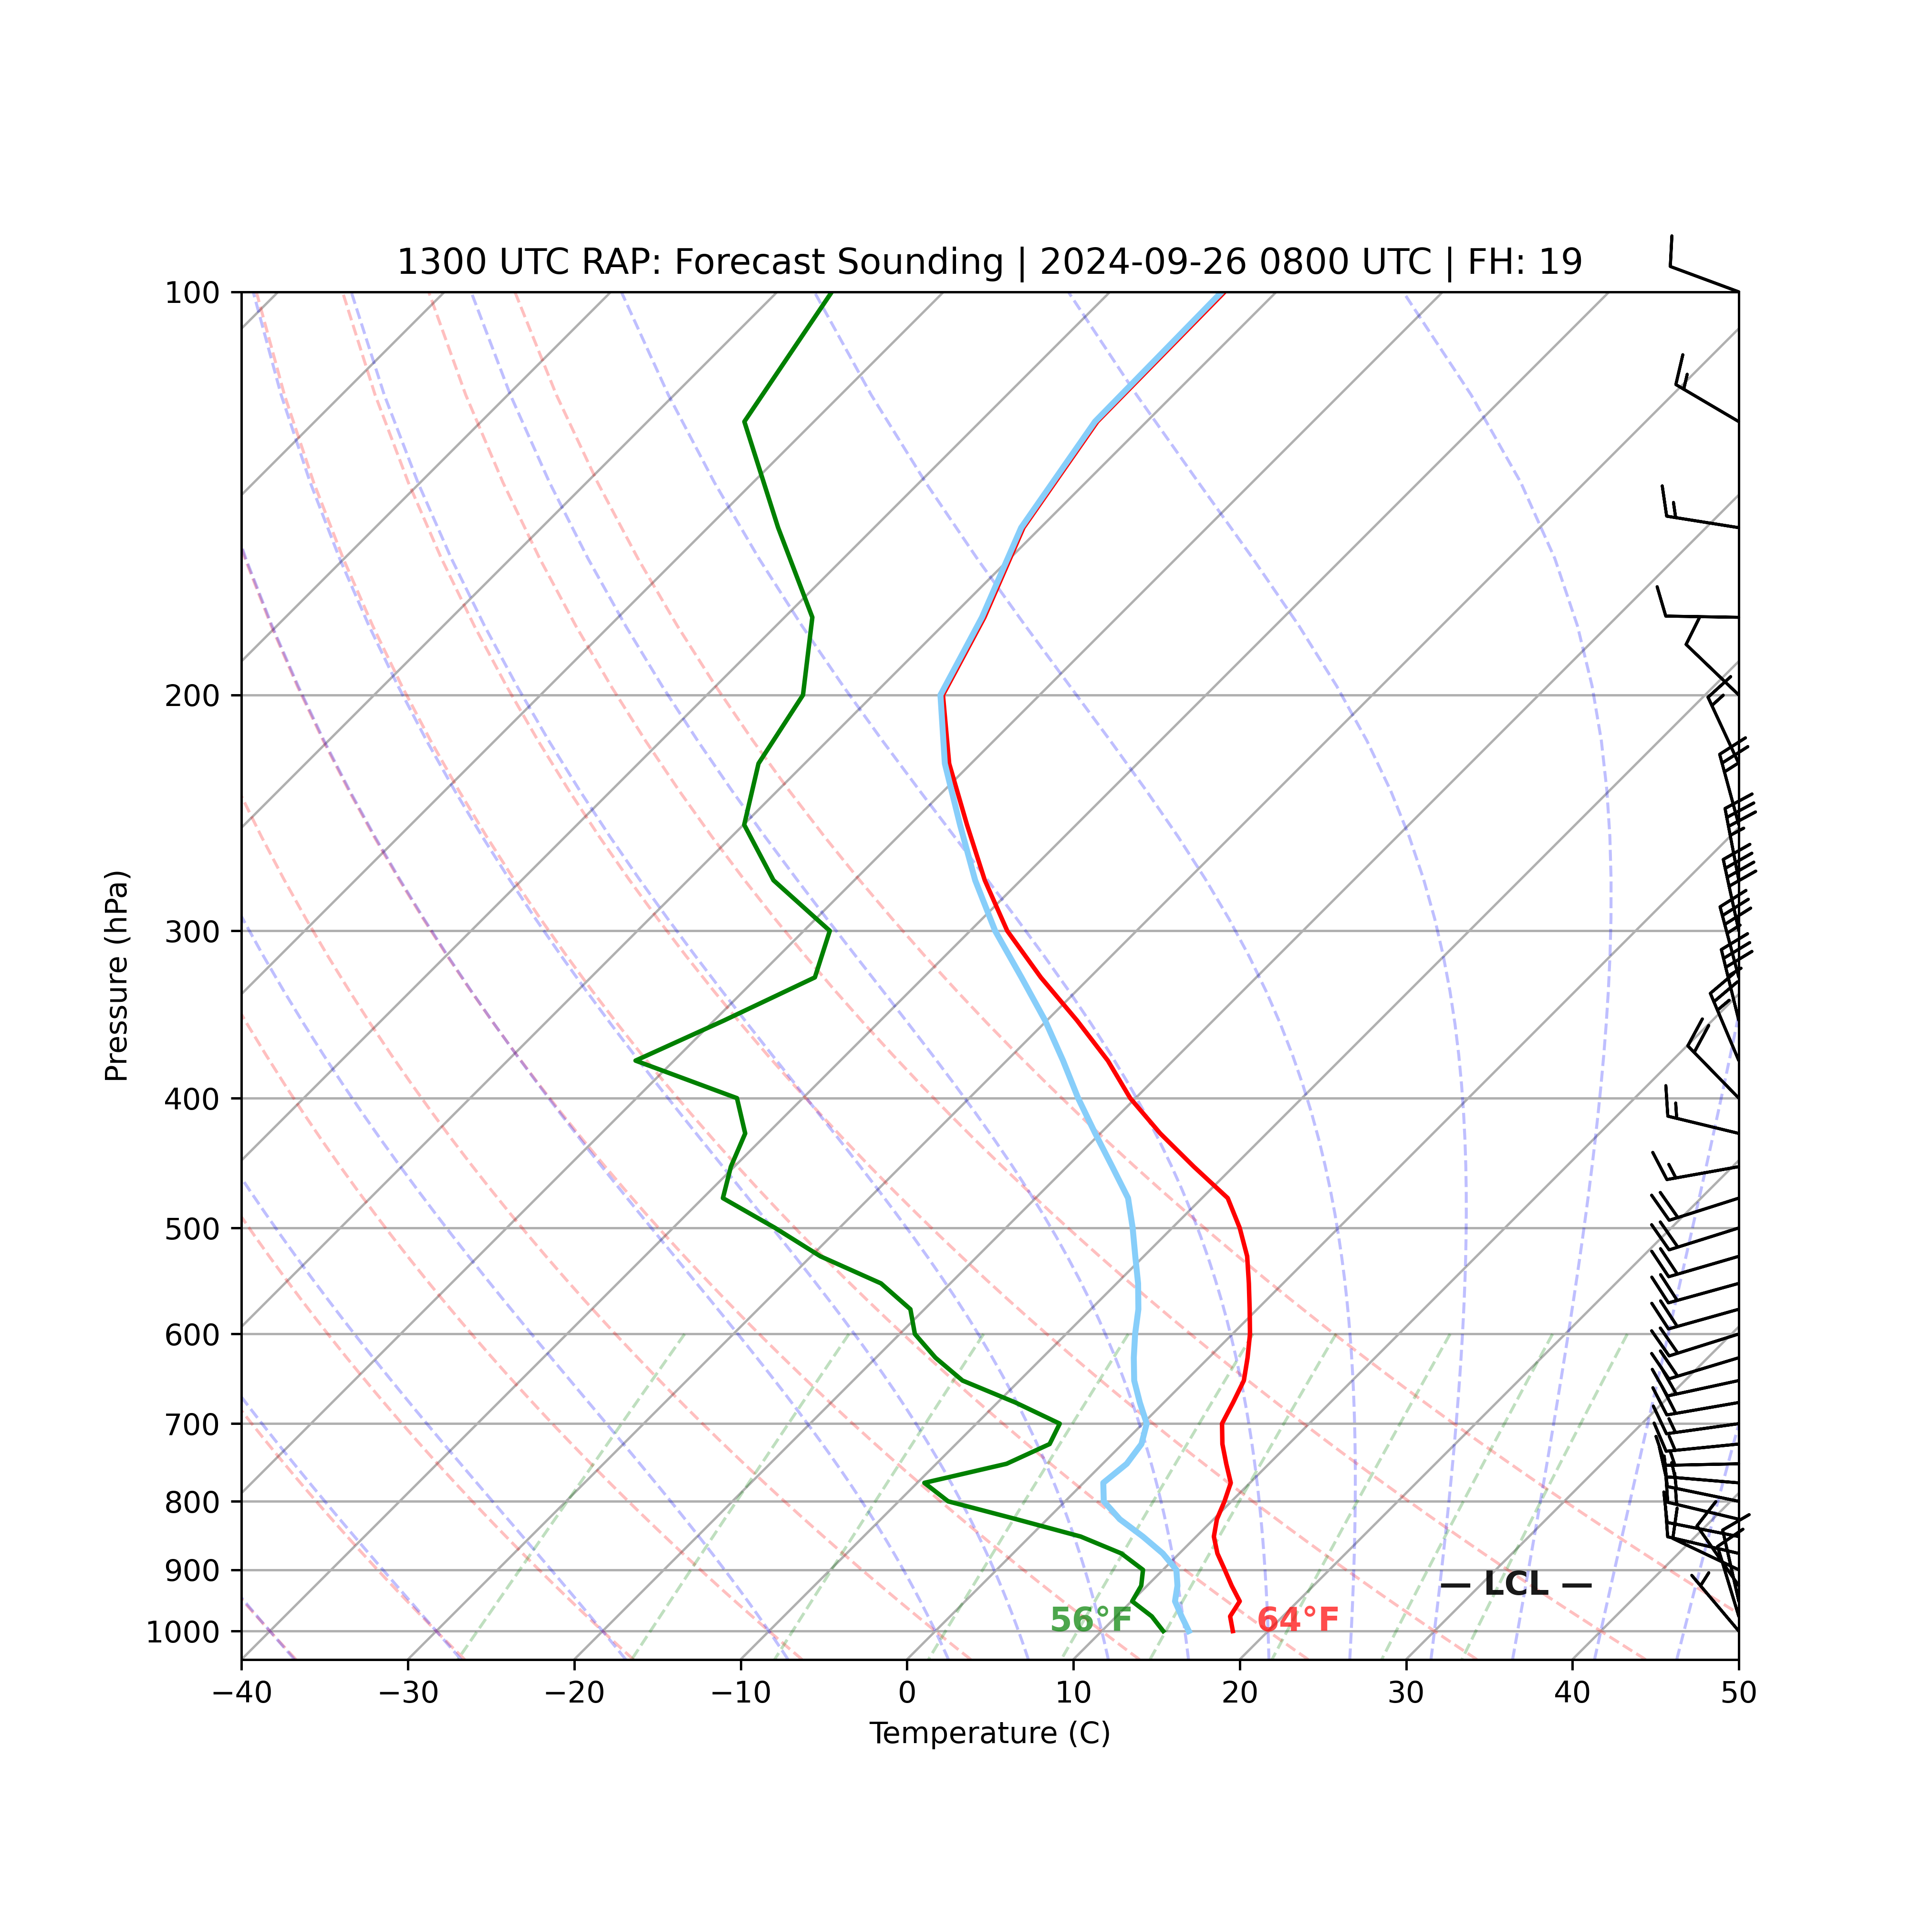 1300 UTC RAP: Forecast Sounding | 2024-09-26 0800 UTC | FH: 19
100
200
300
400
500
600
700
800
900
1000
Pressure (hPa)
— LCL —
56°F
64°F
−40 −30 −20 −10 0 10 20 30 40 50
Temperature (C)